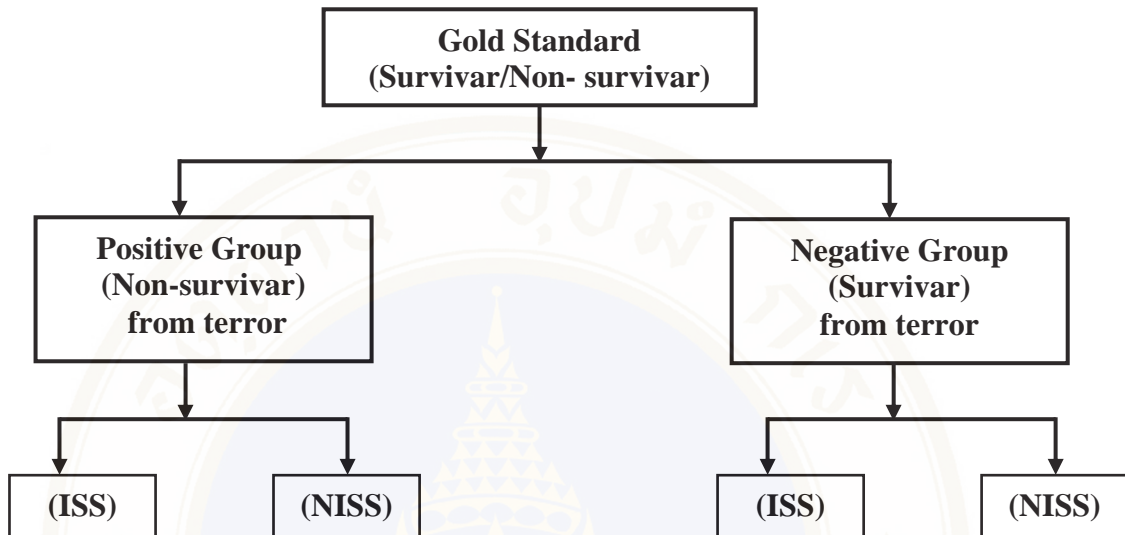 Gold Standard
(Survivar/Non- survivar)
Positive Group
(Non-survivar)
from terror
Negative Group
(Survivar)
from terror
(ISS)
(NISS)
(ISS)
(NISS)